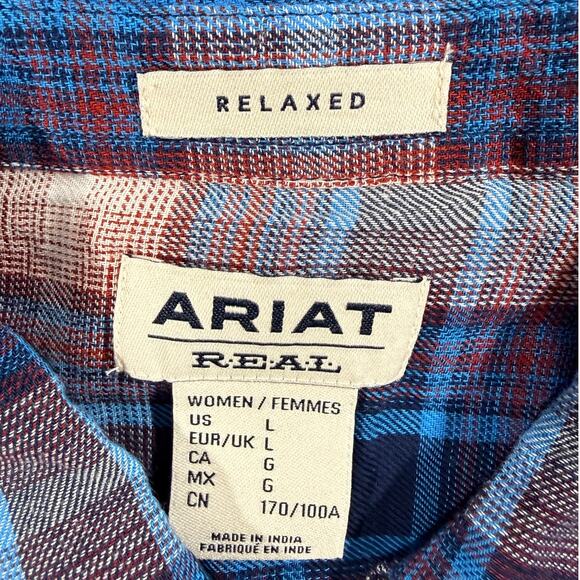 RELAXED
ARIAT
REAL
WOMEN / FEMMES
US L
EUR/UK L
CA G
MX G
CN 170/100A
MADE IN INDIA
FABRIQUÉ EN INDE